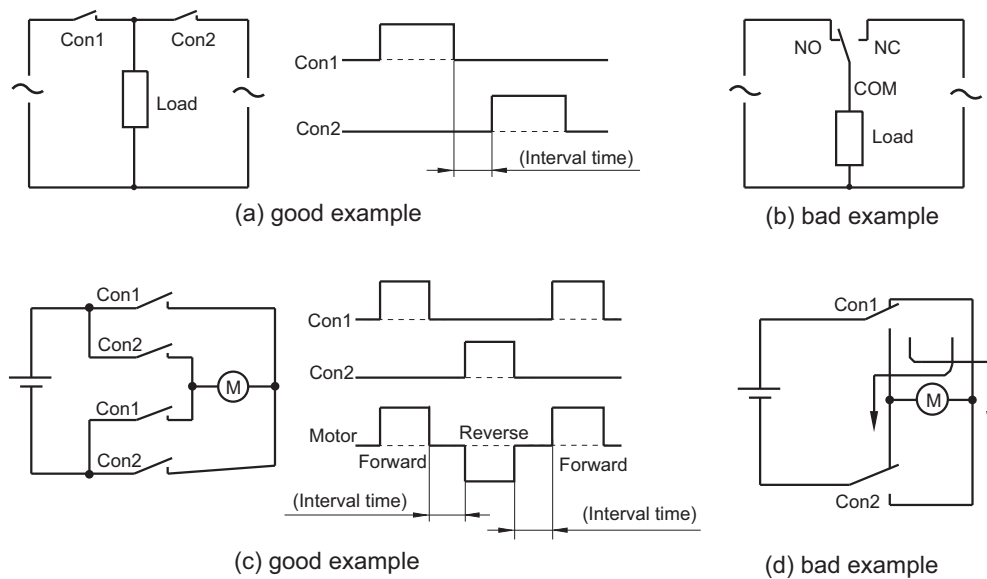 Con1
Con2
Load
Con1
Con2
(Interval time)
(a) good example
NO
NC
COM
Load
(b) bad example
Con1
Con2
M
Con1
Con2
Con1
Con2
Motor
Reverse
Forward
Forward
(Interval time)
(Interval time)
(c) good example
Con1
M
Con2
(d) bad example